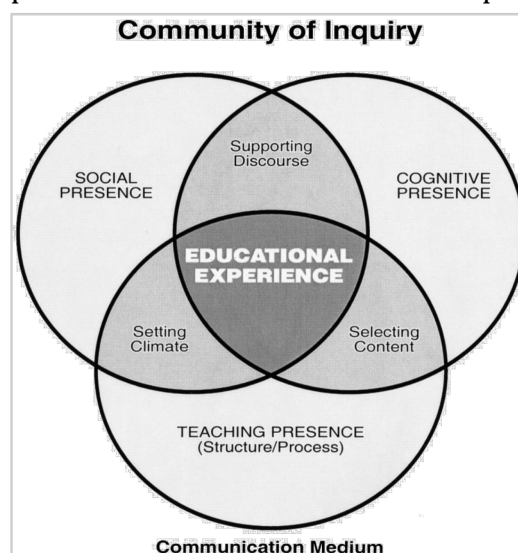 Community of Inquiry
Supporting
Discourse
SOCIAL
PRESENCE
COGNITIVE
PRESENCE
EDUCATIONAL
EXPERIENCE
Setting
Climate
Selecting
Content
TEACHING PRESENCE
(Structure/Process)
Communication Medium